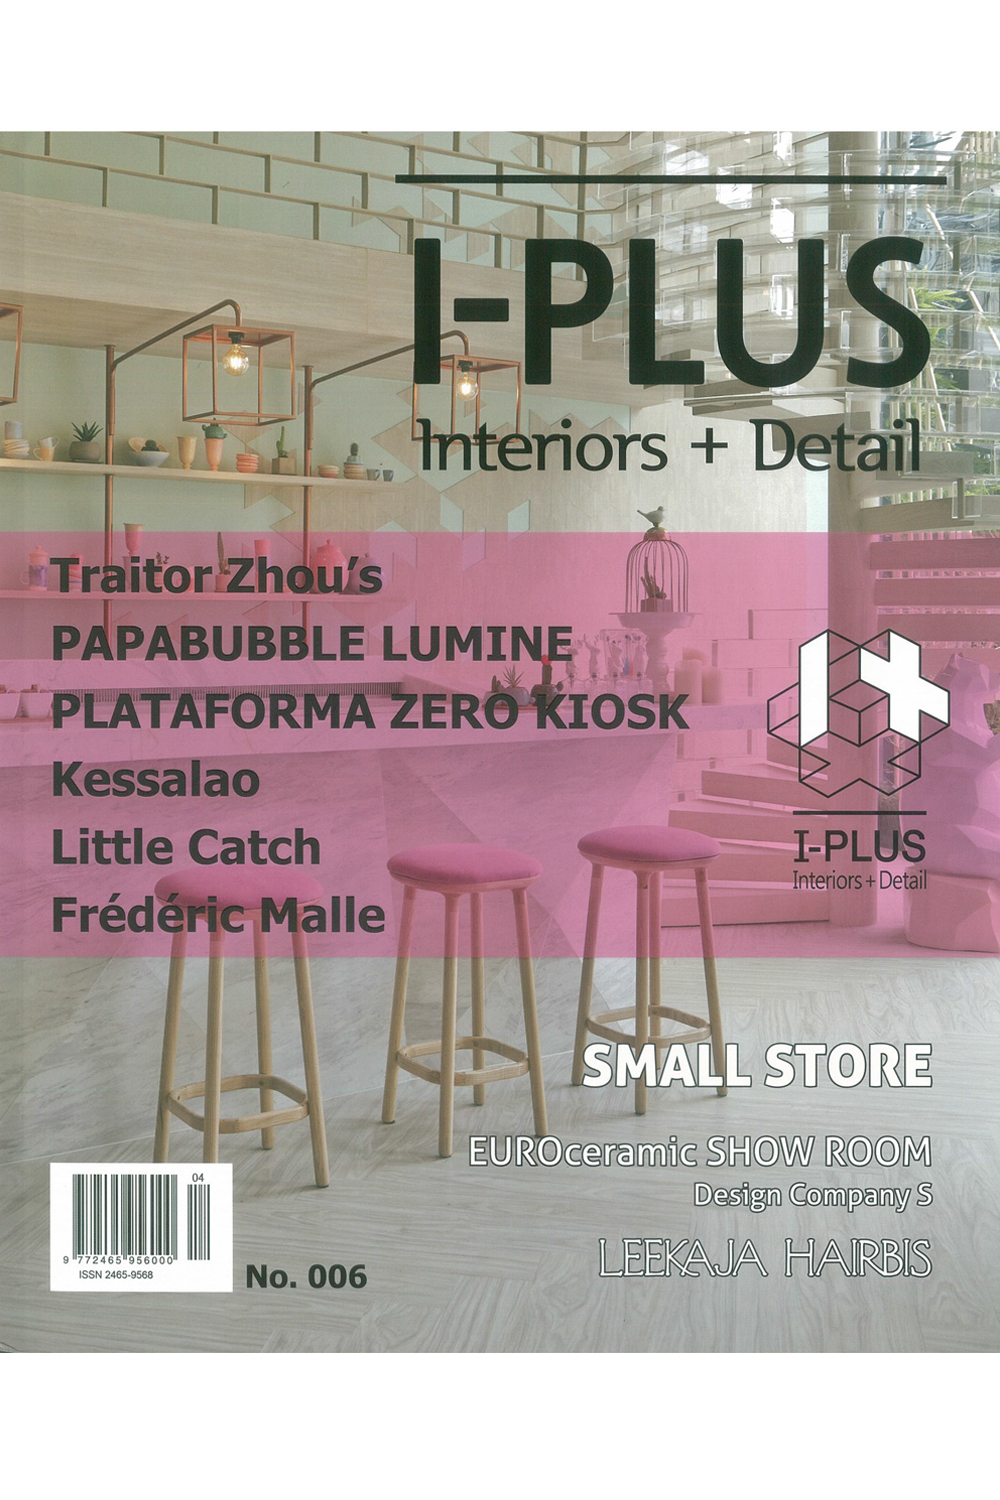 I-PLUS
Interiors + Detail
Traitor Zhou's
PAPABUBBLE LUMINE
PLATAFORMA ZERO KIOSK
Kessalao
Little Catch
Frédéric Malle
I+
I-PLUS
Interiors + Detail
SMALL STORE
EUROceramic SHOW ROOM
Design Company S
LEEKAJA HAIRBIS
04
9 772465 956000
ISSN 2465-9568
No. 006